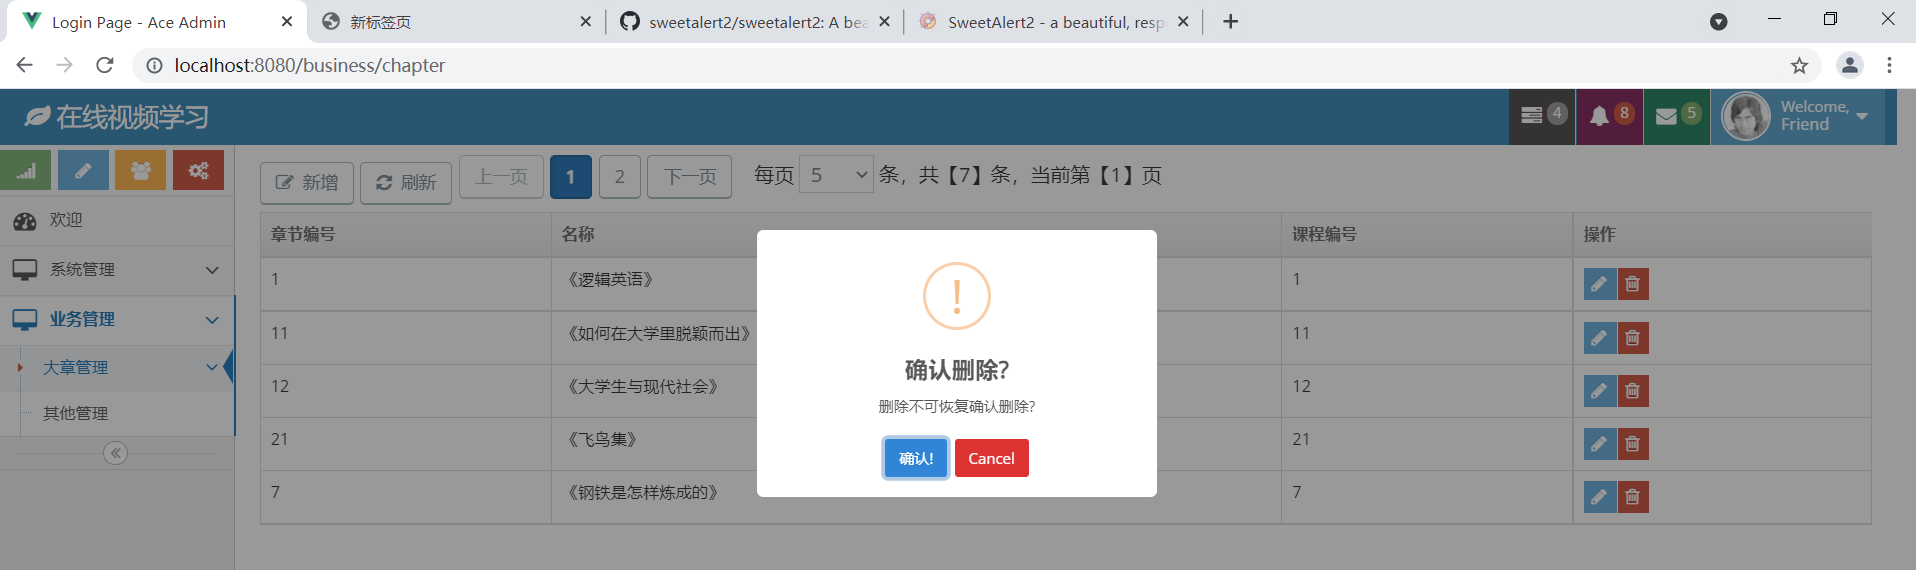 Login Page - Ace Admin
新标签页
sweetalert2/sweetalert2: A bea
SweetAlert2 - a beautiful, resp
localhost:8080/business/chapter
在线视频学习
4
8
5
Welcome,
Friend
新增
刷新
上一页
1
2
下一页
每页 5 条，共【7】条，当前第【1】页
欢迎
系统管理
业务管理
大章管理
其他管理
章节编号 名称 课程编号 操作
1 《逻辑英语》 1
11 《如何在大学里脱颖而出》 11
12 《大学生与现代社会》 12
21 《飞鸟集》 21
7 《钢铁是怎样炼成的》 7
!
确认删除?
删除不可恢复确认删除?
确认!
Cancel